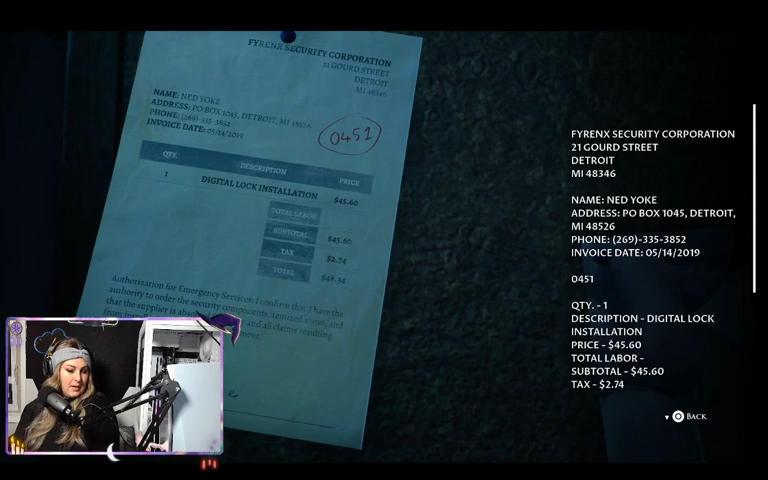 FYRENX SECURITY CORPORATION
21 GOURD STREET
DETROIT
MI 48346
NAME: NED YOKE
ADDRESS: PO BOX 1045, DETROIT, MI 48526
PHONE: (269)-335-3852
INVOICE DATE: 05/14/2019
0451
QTY. DESCRIPTION PRICE
1 DIGITAL LOCK INSTALLATION $45.60
TOTAL LABOR
SUBTOTAL $45.60
TAX $2.74
TOTAL $48.34
Authorization for Emergency Services: I confirm that I have the
authority to order the security components itemized above, and
that the supplier is and all claims resulting
from
FYRENX SECURITY CORPORATION
21 GOURD STREET
DETROIT
MI 48346
NAME: NED YOKE
ADDRESS: PO BOX 1045, DETROIT,
MI 48526
PHONE: (269)-335-3852
INVOICE DATE: 05/14/2019
0451
QTY. - 1
DESCRIPTION - DIGITAL LOCK
INSTALLATION
PRICE - $45.60
TOTAL LABOR -
SUBTOTAL - $45.60
TAX - $2.74
BACK